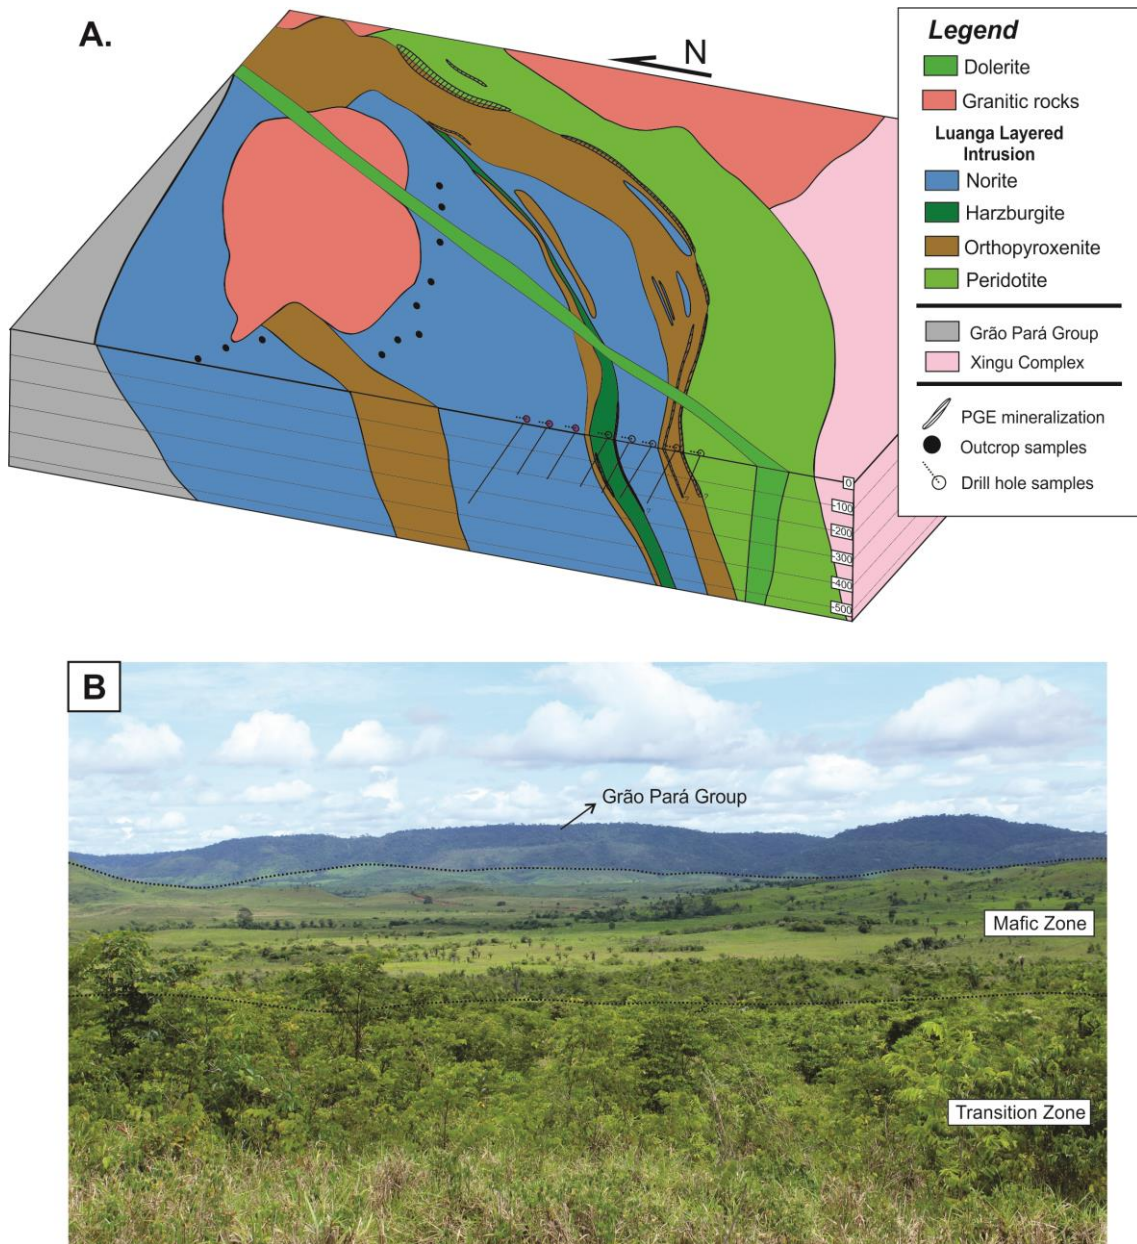 A.
N
Legend
Dolerite
Granitic rocks
Luanga Layered
Intrusion
Norite
Harzburgite
Orthopyroxenite
Peridotite
Grão Pará Group
Xingu Complex
PGE mineralization
Outcrop samples
Drill hole samples
0
-100
-200
-300
-400
-500
?
?
?
B
Grão Pará Group
Mafic Zone
Transition Zone